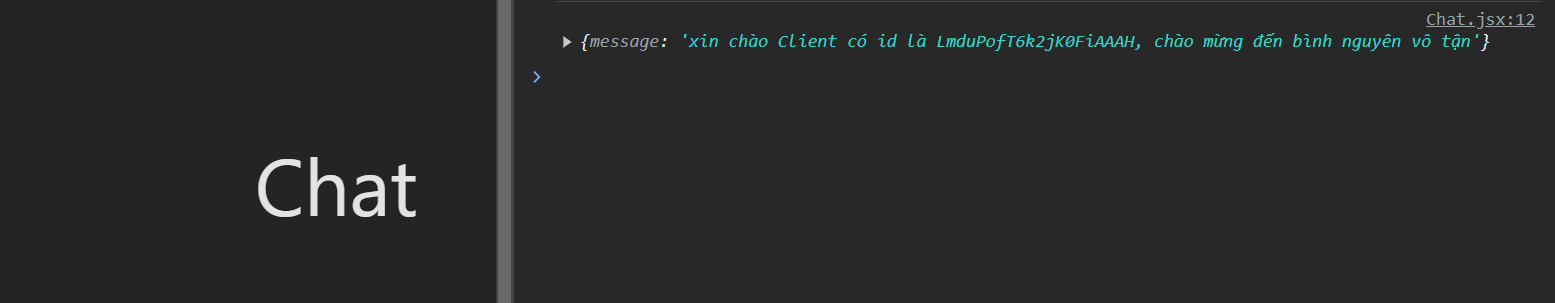 Chat
Chat.jsx:12
{message: 'xin chào Client có id là LmduPofT6k2jK0FiAAAH, chào mừng đến bình nguyên vô tận'}